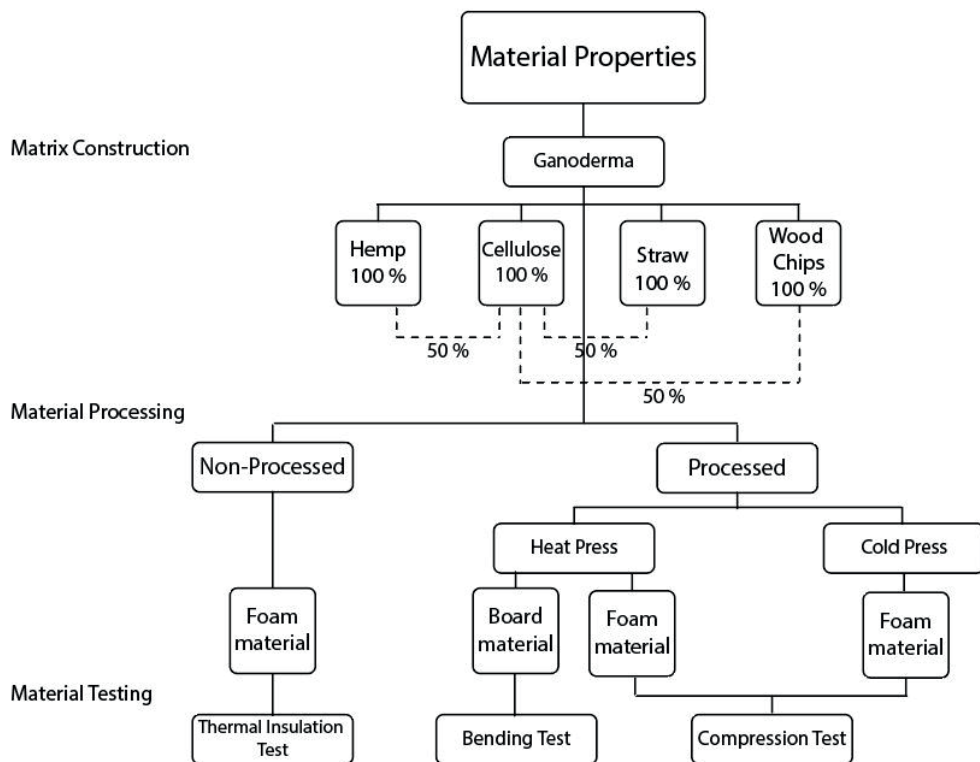 Material Properties
Matrix Construction
Ganoderma
Hemp
100 %
Cellulose
100 %
Straw
100 %
Wood
Chips
100 %
50 %
50 %
50 %
Material Processing
Non-Processed
Processed
Heat Press
Cold Press
Foam
material
Board
material
Foam
material
Foam
material
Material Testing
Thermal Insulation
Test
Bending Test
Compression Test